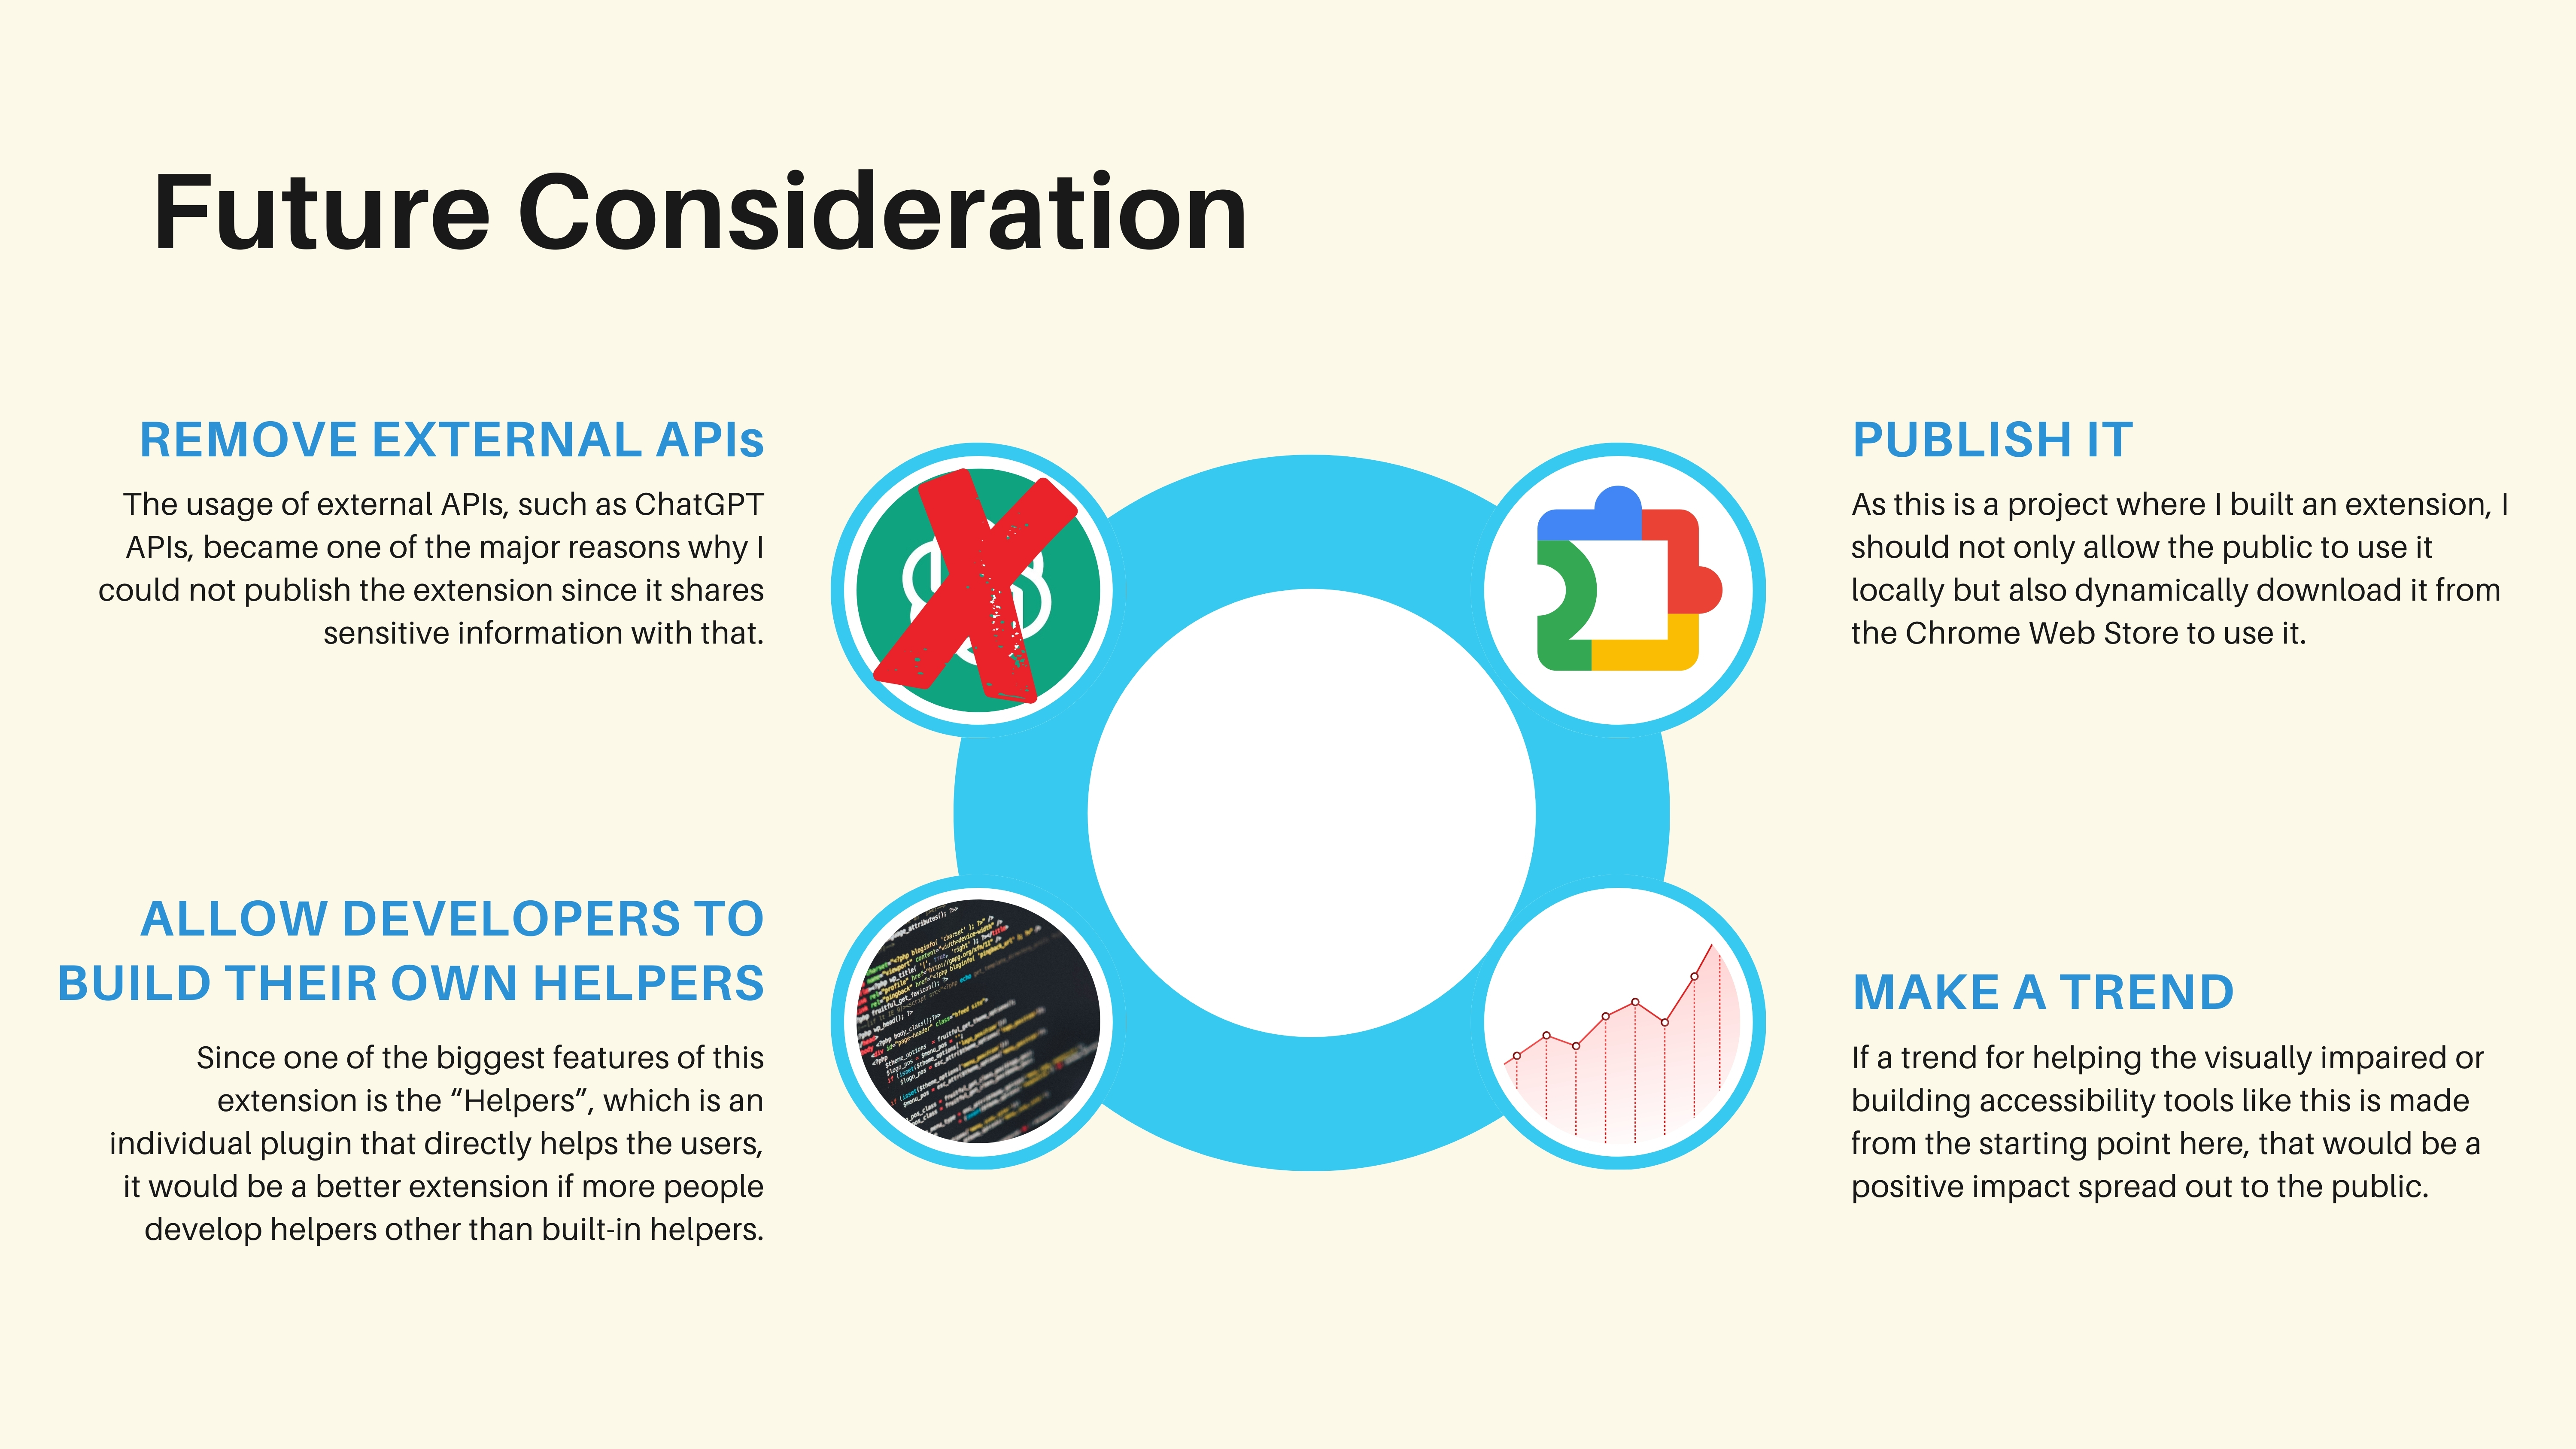 Future Consideration
REMOVE EXTERNAL APIs
The usage of external APIs, such as ChatGPT
APIs, became one of the major reasons why I
could not publish the extension since it shares
sensitive information with that.
PUBLISH IT
As this is a project where I built an extension, I
should not only allow the public to use it
locally but also dynamically download it from
the Chrome Web Store to use it.
ALLOW DEVELOPERS TO
BUILD THEIR OWN HELPERS
Since one of the biggest features of this
extension is the “Helpers”, which is an
individual plugin that directly helps the users,
it would be a better extension if more people
develop helpers other than built-in helpers.
MAKE A TREND
If a trend for helping the visually impaired or
building accessibility tools like this is made
from the starting point here, that would be a
positive impact spread out to the public.